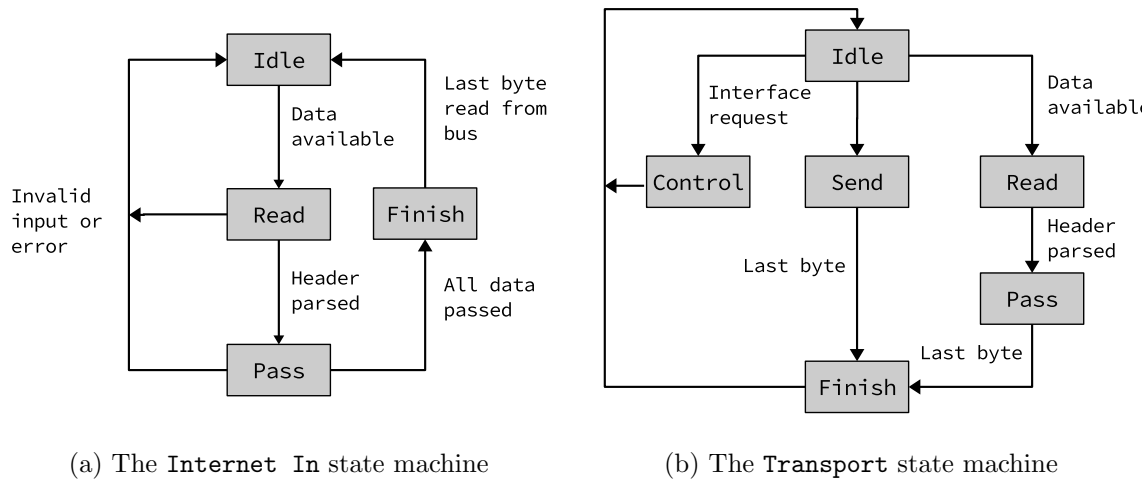 Idle
Data
available
Last byte
read from
bus
Invalid
input or
error
Read
Finish
Header
parsed
All data
passed
Pass
(a) The Internet In state machine
Idle
Interface
request
Data
Control
Send
Read
Header
parsed
Last byte
Pass
Last byte
Finish
(b) The Transport state machine